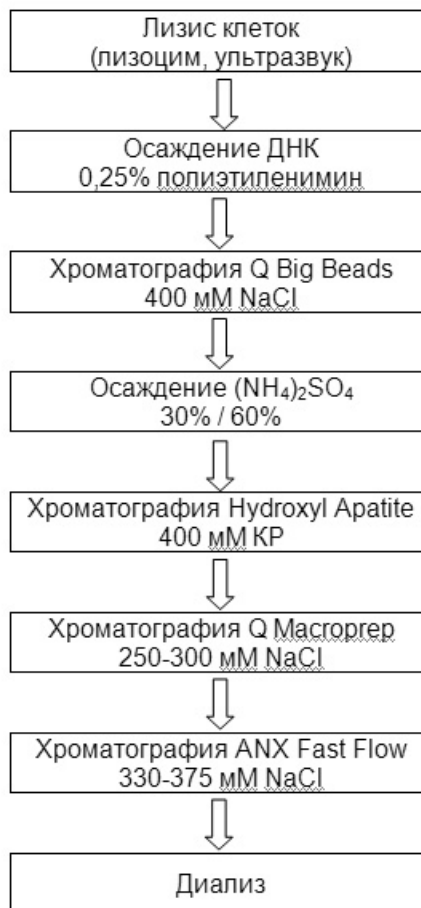 Лизис клеток
(лизоцим, ультразвук)
Осаждение ДНК
0,25% полиэтиленимин
Хроматография Q Big Beads
400 мМ NaCl
Осаждение (NH₄)₂SO₄
30% / 60%
Хроматография Hydroxyl Apatite
400 мМ КР
Хроматография Q Macroprep
250-300 мМ NaCl
Хроматография ANX Fast Flow
330-375 мМ NaCl
Диализ